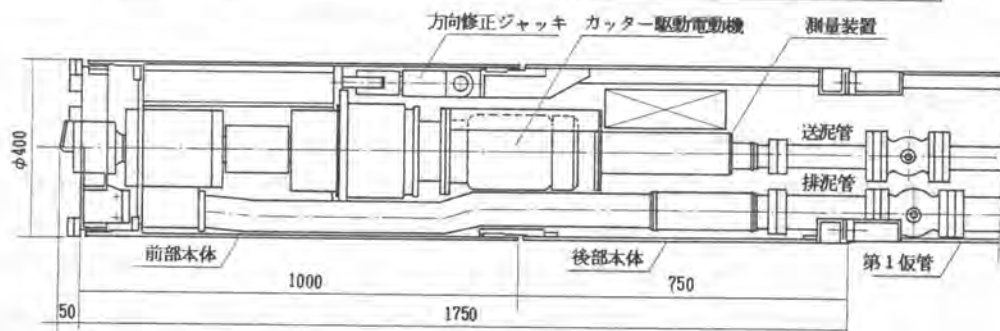 方向修正ジャッキ
カッター駆動電動機
測量装置
φ400
送泥管
排泥管
前部本体
後部本体
第1仮管
1000
750
50
1750